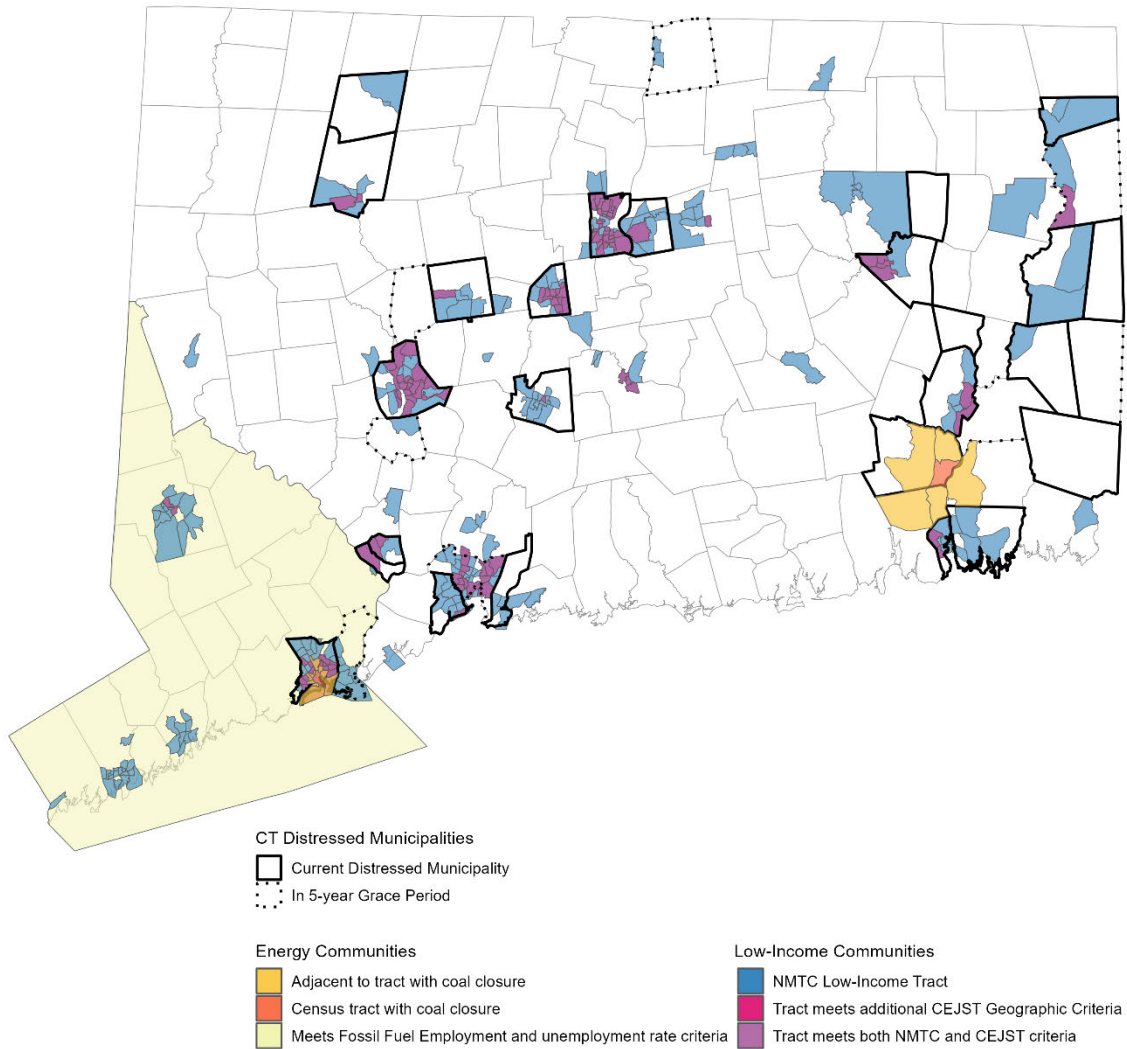 CT Distressed Municipalities
Current Distressed Municipality
In 5-year Grace Period
Energy Communities
Adjacent to tract with coal closure
Census tract with coal closure
Meets Fossil Fuel Employment and unemployment rate criteria
Low-Income Communities
NMTC Low-Income Tract
Tract meets additional CEJST Geographic Criteria
Tract meets both NMTC and CEJST criteria